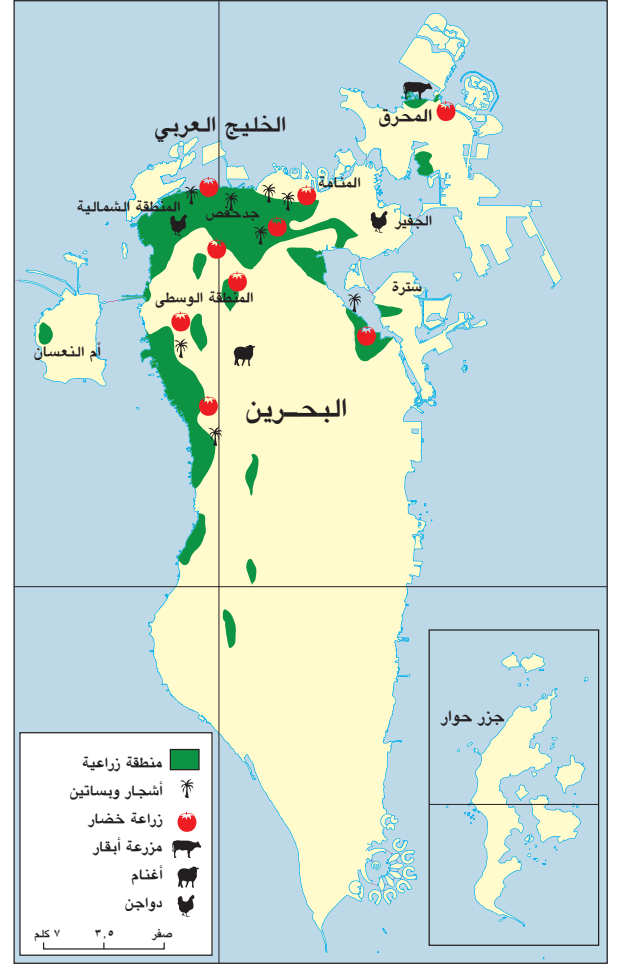 الخليج العربي
المحرق
المنامة
المنطقة الشمالية
جدحفص
الجفير
سترة
المنطقة الوسطى
أم النعسان
البحـــرين
جزر حوار
منطقة زراعية
أشجار وبساتين
زراعة خضار
مزرعة أبقار
أغنام
دواجن
صفر ٣,٥ ٧ كلم